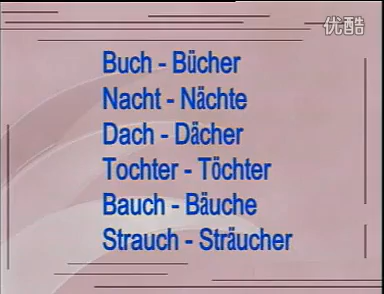 优酷
Buch - Bücher
Nacht - Nächte
Dach - Dächer
Tochter - Töchter
Bauch - Bäuche
Strauch - Sträucher